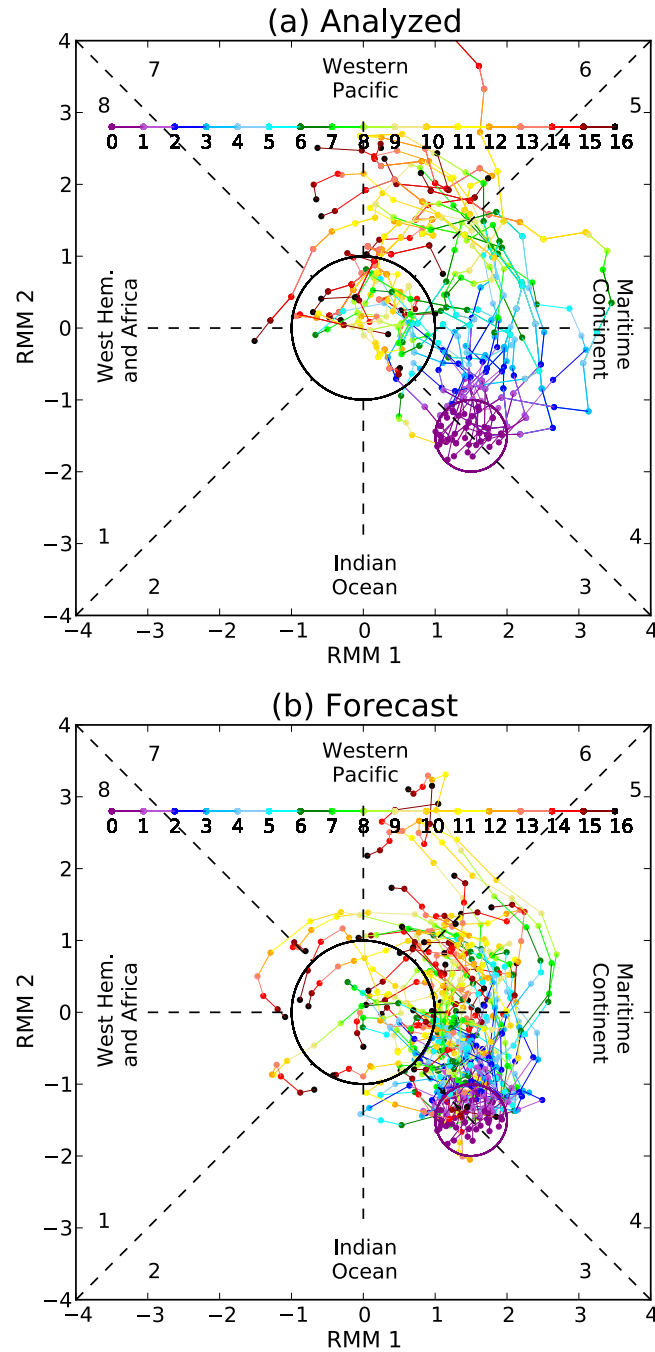 (a) Analyzed
4
7
Western
Pacific
6
8
5
3
0 1 2 3 4 5 6 7 8 9 10 11 12 13 14 15 16
2
1
RMM 2
0
West Hem.
and Africa
Maritime
Continent
−1
−2
−3
1
Indian
Ocean
4
2
3
−4
−4 −3 −2 −1 0 1 2 3 4
RMM 1
(b) Forecast
4
7
Western
Pacific
6
8
5
3
0 1 2 3 4 5 6 7 8 9 10 11 12 13 14 15 16
2
1
RMM 2
0
West Hem.
and Africa
Maritime
Continent
−1
−2
−3
1
Indian
Ocean
4
2
3
−4
−4 −3 −2 −1 0 1 2 3 4
RMM 1